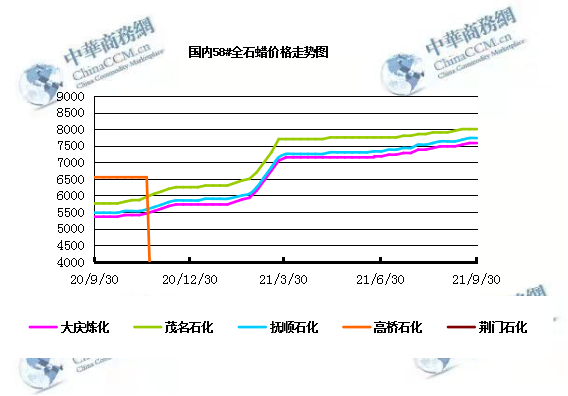 中華商務網
ChinaCCM.cn
China Commodity Marketplace
中華商務網
ChinaCCM.cn
China Commodity Marketplace
国内58#全石蜡价格走势图
9000
8500
8000
7500
7000
6500
6000
5500
5000
4500
4000
20/9/30 20/12/30 21/3/30 21/6/30 21/9/30
大庆炼化 茂名石化 抚顺石化 高桥石化 荆门石化